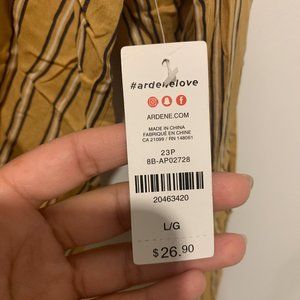 #ardenelove
ARDENE.COM
MADE IN CHINA
FABRIQUÉ EN CHINE
CA 21099 / RN 148061
23P
8B-AP02728
20463420
L/G
$26.90